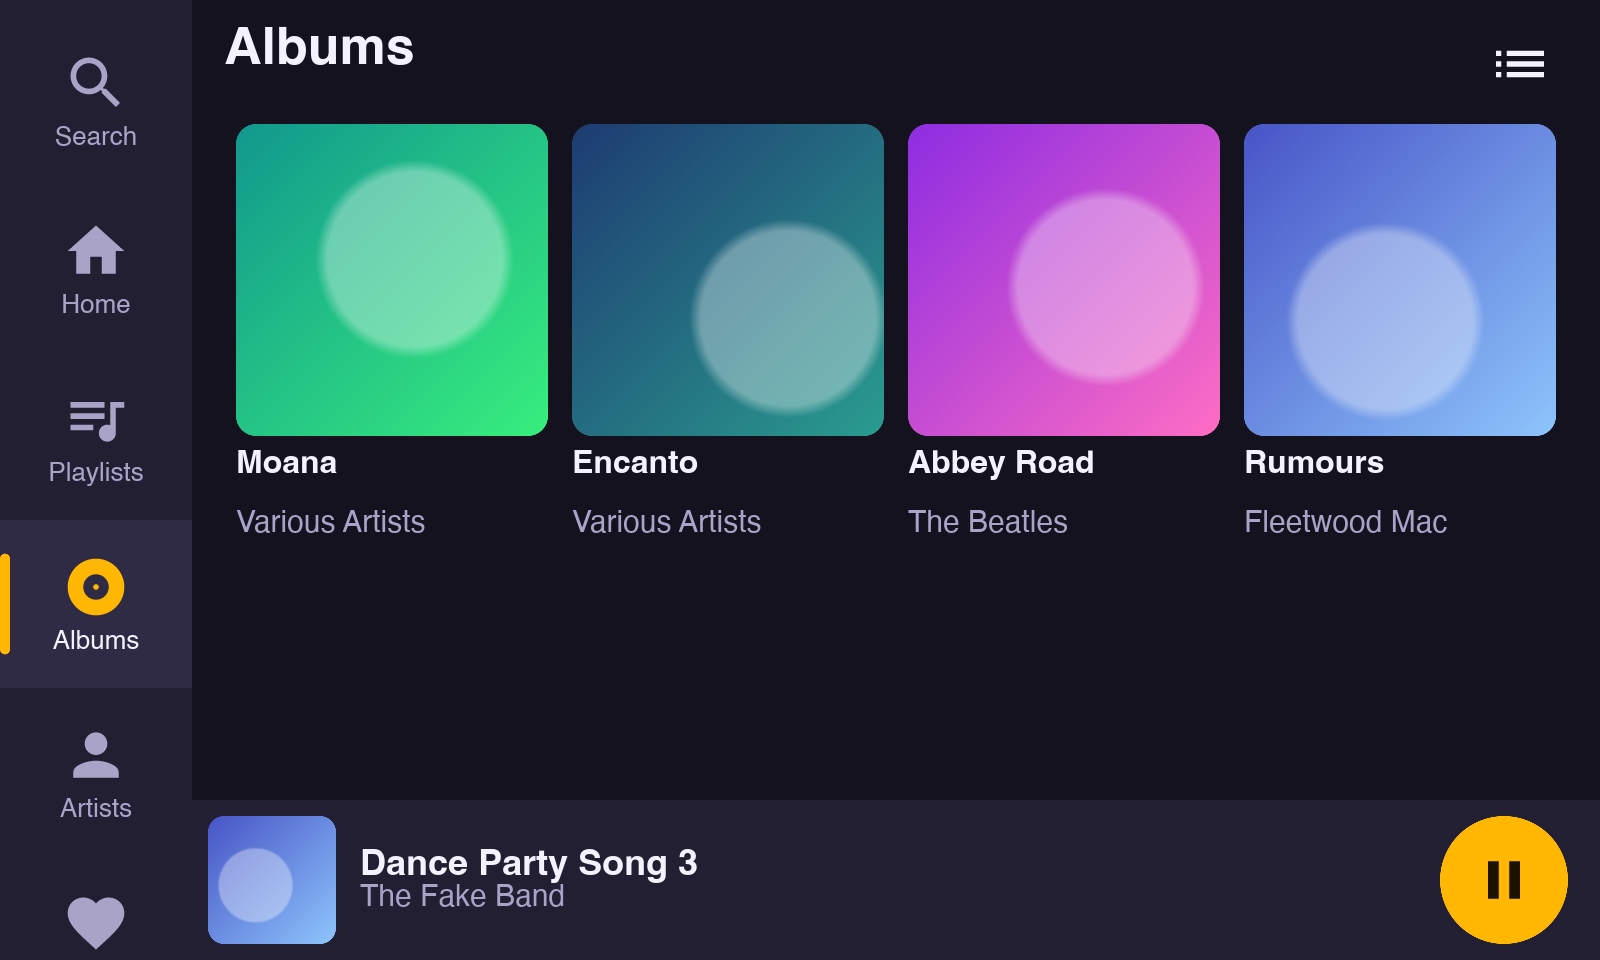 Search
Home
Playlists
Albums
Artists
Albums
Moana
Various Artists
Encanto
Various Artists
Abbey Road
The Beatles
Rumours
Fleetwood Mac
Dance Party Song 3
The Fake Band